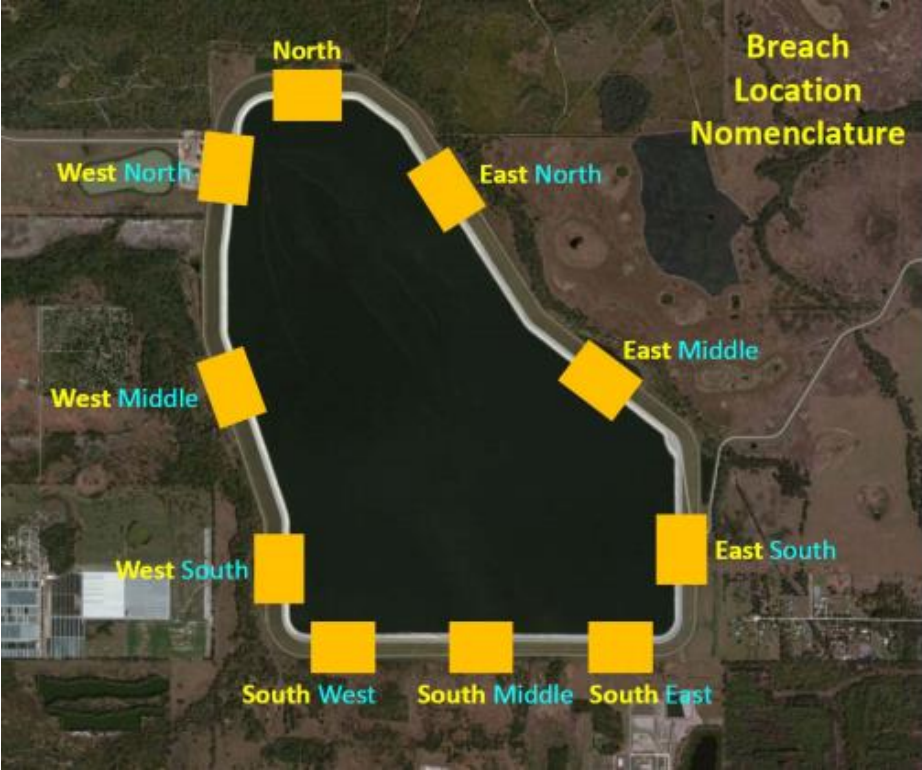 Breach
Location
Nomenclature
North
West North
East North
East Middle
West Middle
East South
West South
South West
South Middle
South East